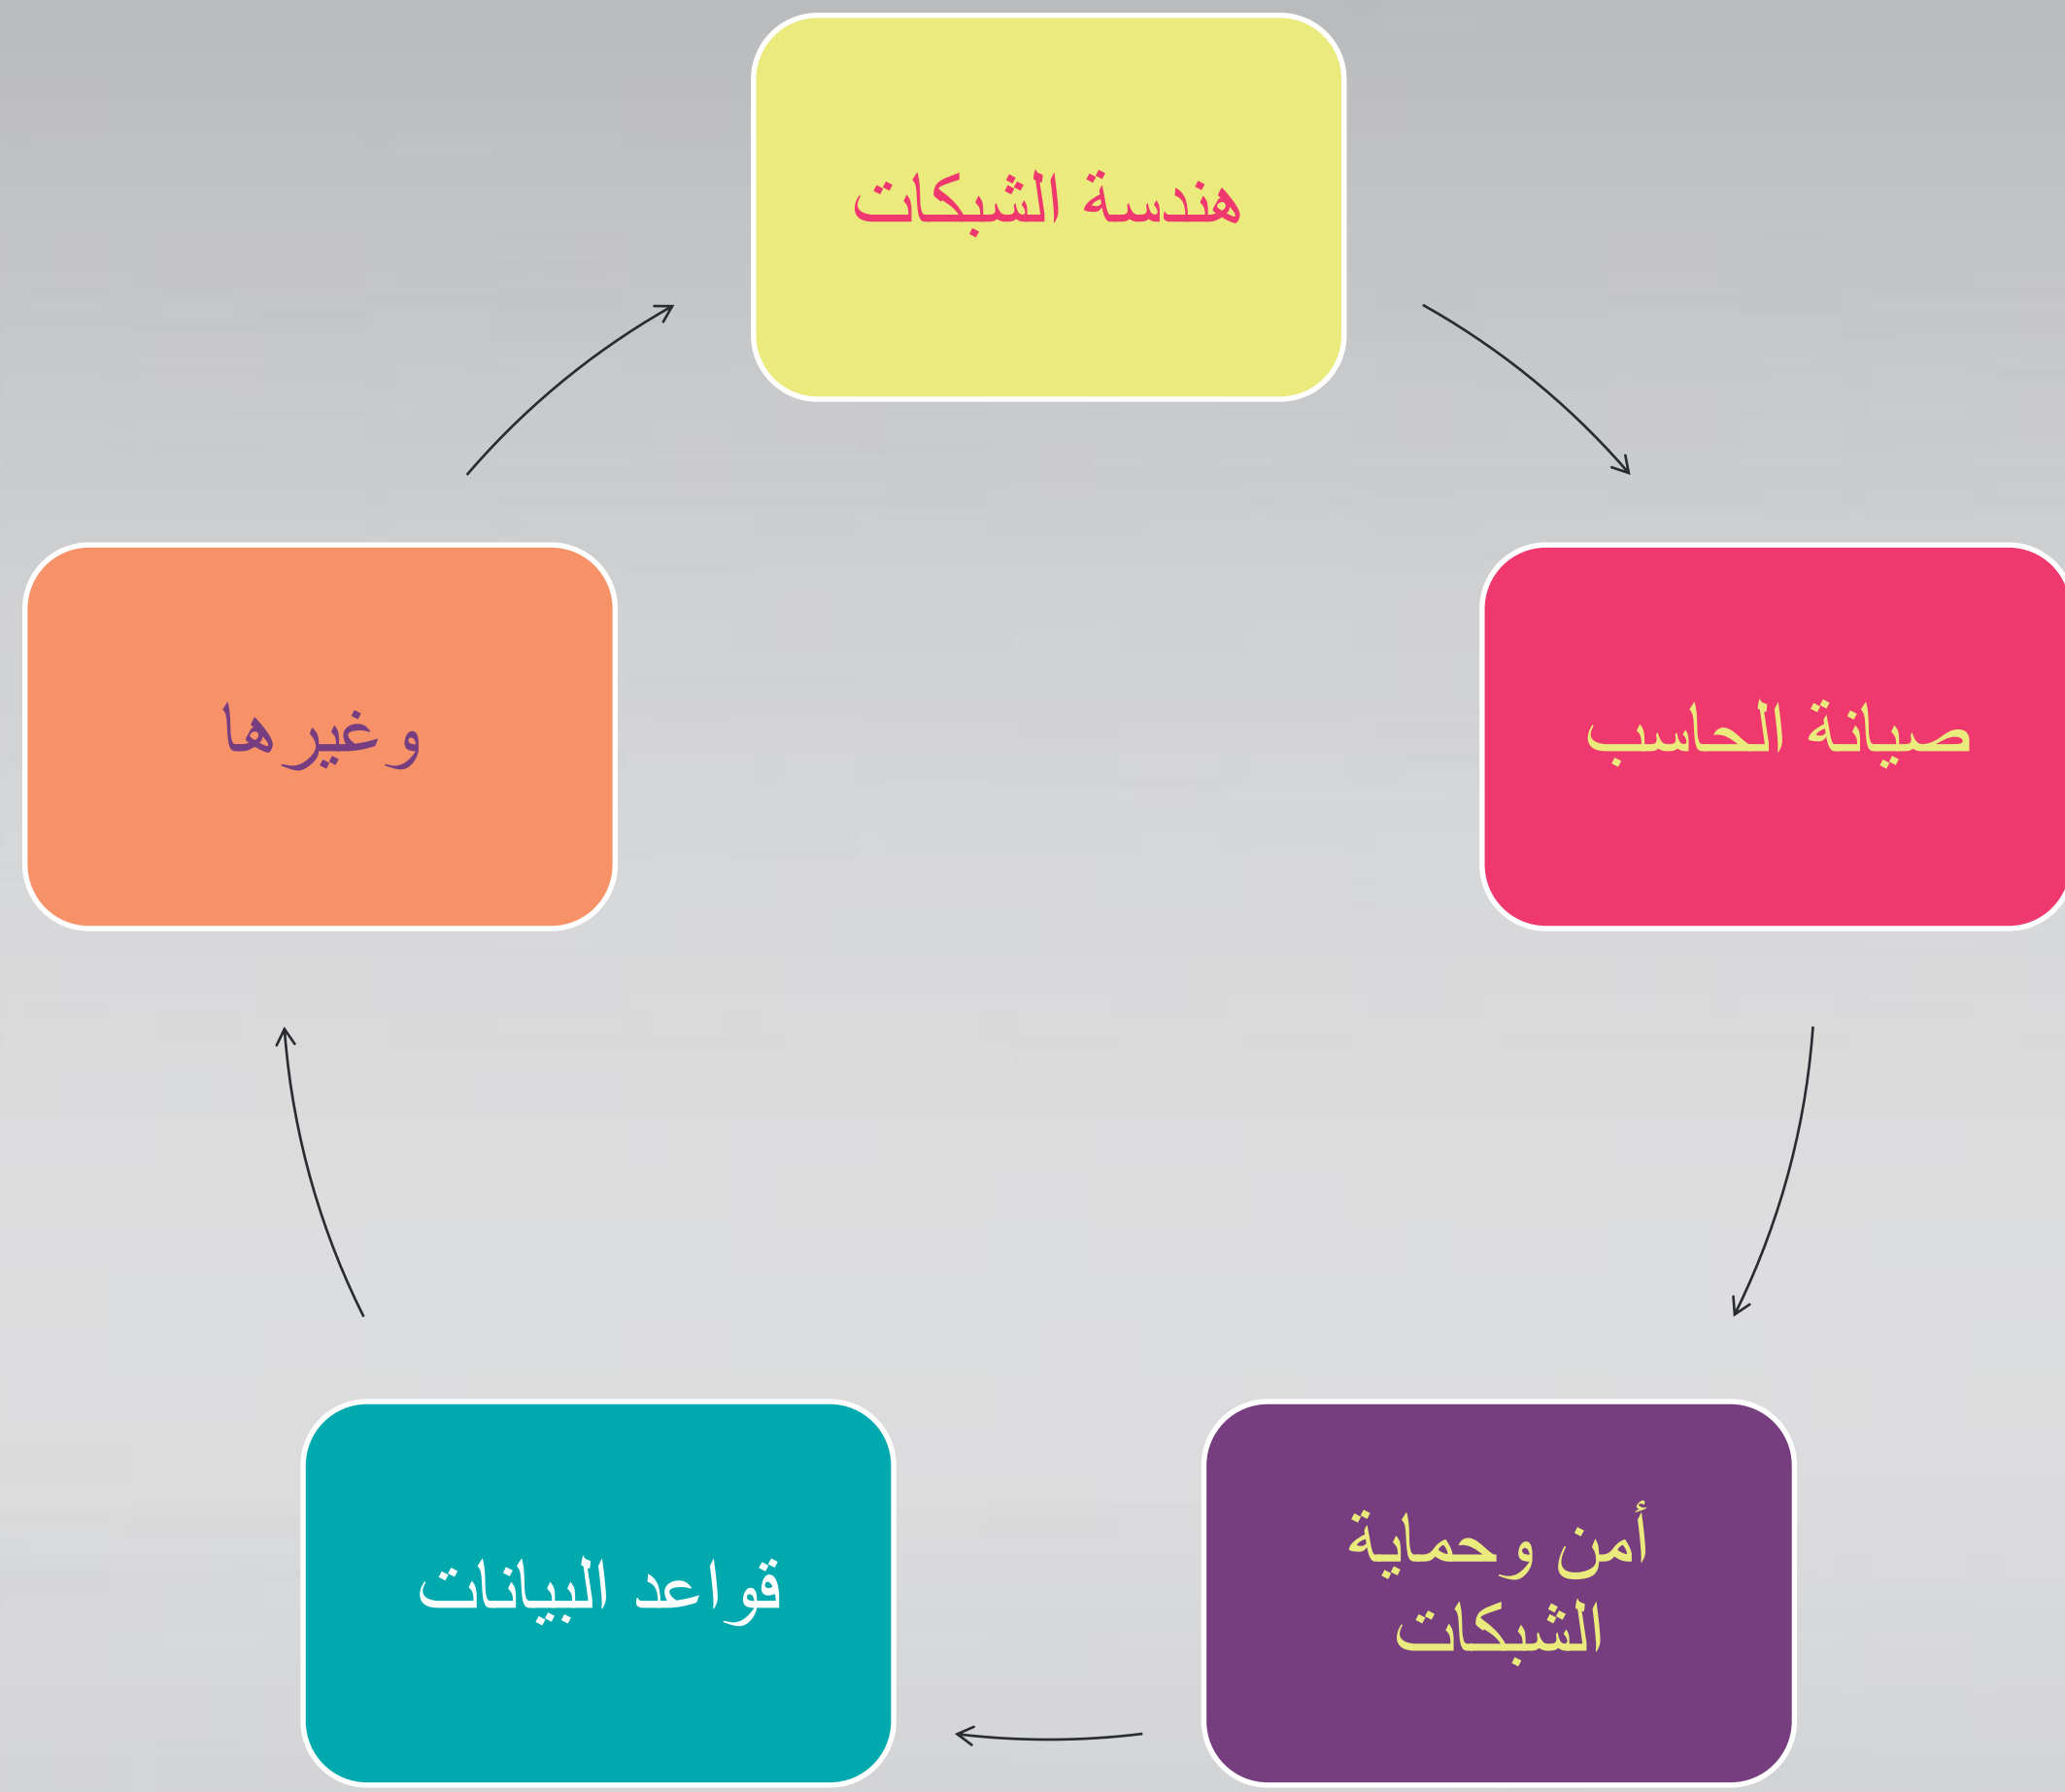 هندسة الشبكات
صيانة الحاسب
أمن وحماية
الشبكات
قواعد البيانات
وغيرها